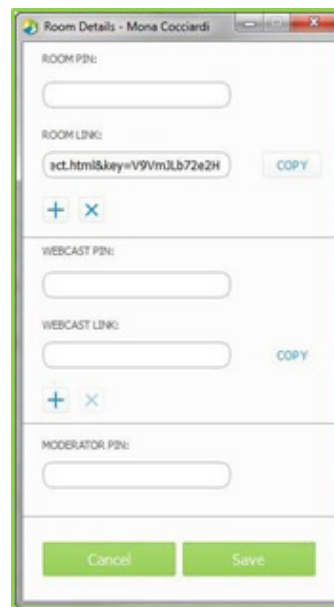 Room Details - Mona Cocciardi
ROOM PIN:
ROOM LINK:
act.html&key=V9VmJLb72e2H
COPY
WEBCAST PIN:
WEBCAST LINK:
COPY
MODERATOR PIN:
Cancel
Save